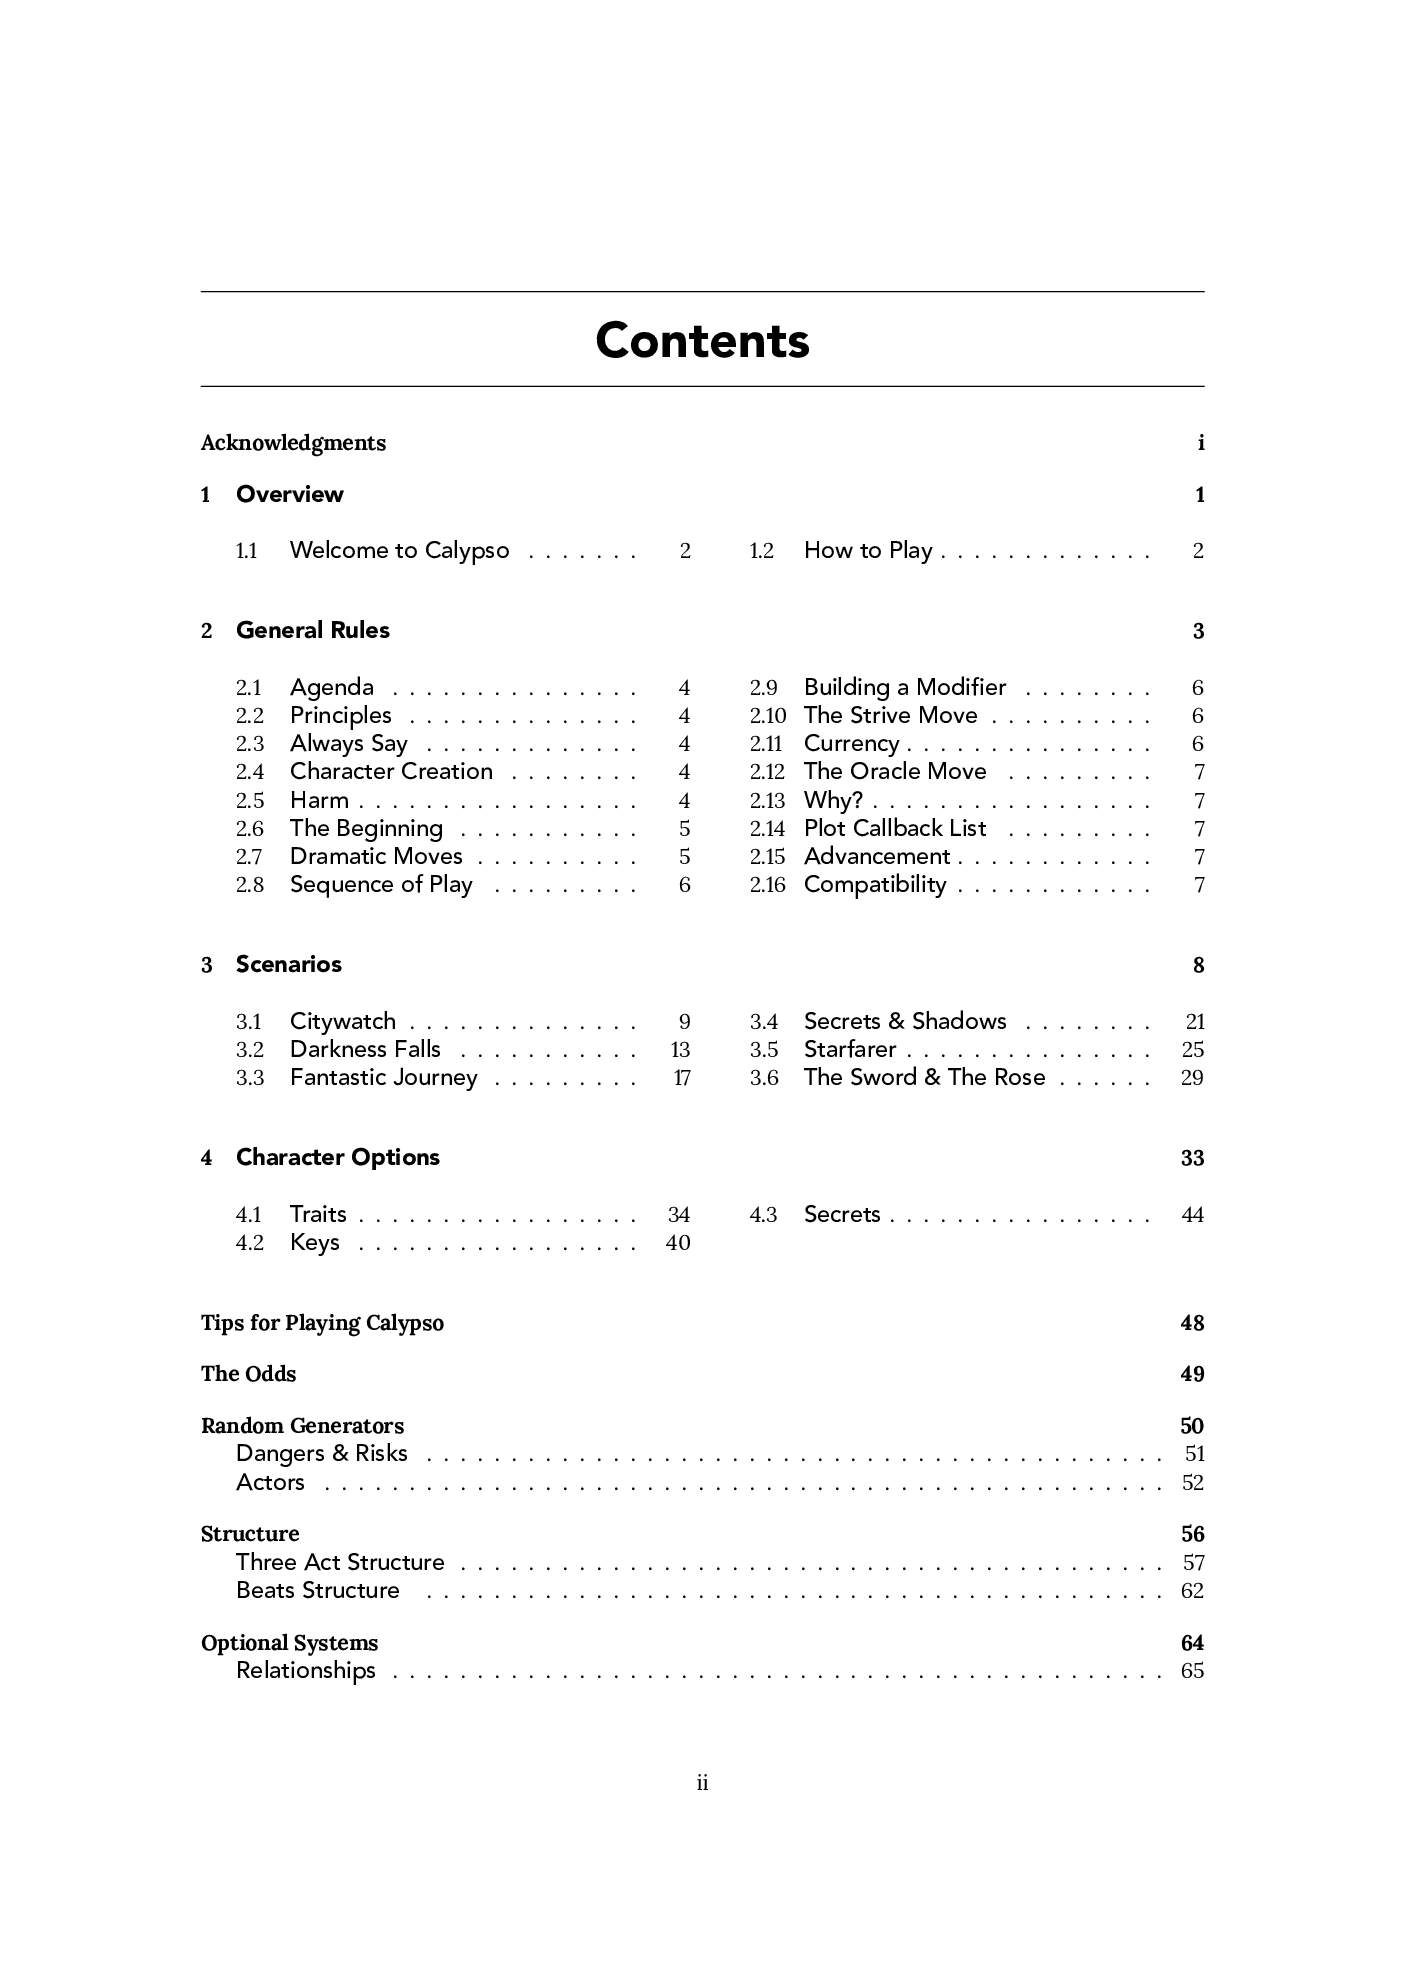 Contents
Acknowledgments i
1 Overview 1
1.1 Welcome to Calypso . . . . . . . 2
1.2 How to Play . . . . . . . . . . . . . 2
2 General Rules 3
2.1 Agenda . . . . . . . . . . . . . . . 4
2.2 Principles . . . . . . . . . . . . . . 4
2.3 Always Say . . . . . . . . . . . . . 4
2.4 Character Creation . . . . . . . . 4
2.5 Harm . . . . . . . . . . . . . . . . . 4
2.6 The Beginning . . . . . . . . . . . 5
2.7 Dramatic Moves . . . . . . . . . . 5
2.8 Sequence of Play . . . . . . . . . 6
2.9 Building a Modifier . . . . . . . . 6
2.10 The Strive Move . . . . . . . . . . 6
2.11 Currency . . . . . . . . . . . . . . . 6
2.12 The Oracle Move . . . . . . . . . 7
2.13 Why? . . . . . . . . . . . . . . . . . 7
2.14 Plot Callback List . . . . . . . . . 7
2.15 Advancement . . . . . . . . . . . . 7
2.16 Compatibility . . . . . . . . . . . . 7
3 Scenarios 8
3.1 Citywatch . . . . . . . . . . . . . . 9
3.2 Darkness Falls . . . . . . . . . . . 13
3.3 Fantastic Journey . . . . . . . . . 17
3.4 Secrets & Shadows . . . . . . . . 21
3.5 Starfarer . . . . . . . . . . . . . . . 25
3.6 The Sword & The Rose . . . . . . 29
4 Character Options 33
4.1 Traits . . . . . . . . . . . . . . . . . 34
4.2 Keys . . . . . . . . . . . . . . . . . 40
4.3 Secrets . . . . . . . . . . . . . . . . 44
Tips for Playing Calypso 48
The Odds 49
Random Generators 50
Dangers & Risks . . . . . . . . . . . . . . . . . . . . . . . . . . . . . . . . . . . . . . . . . . . . 51
Actors . . . . . . . . . . . . . . . . . . . . . . . . . . . . . . . . . . . . . . . . . . . . . . . . . . 52
Structure 56
Three Act Structure . . . . . . . . . . . . . . . . . . . . . . . . . . . . . . . . . . . . . . . . . . 57
Beats Structure . . . . . . . . . . . . . . . . . . . . . . . . . . . . . . . . . . . . . . . . . . . . 62
Optional Systems 64
Relationships . . . . . . . . . . . . . . . . . . . . . . . . . . . . . . . . . . . . . . . . . . . . . . 65
ii